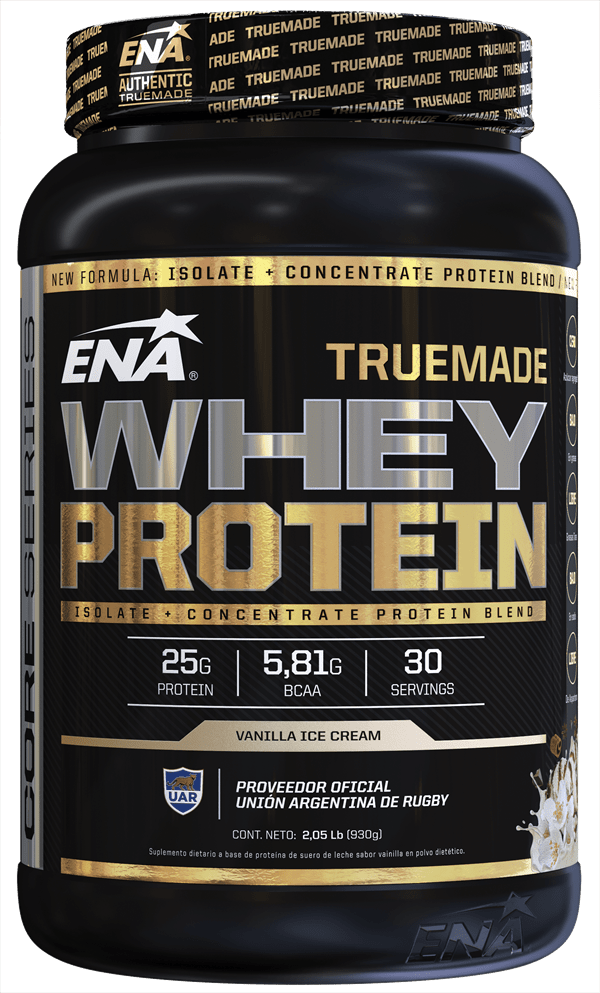 ENA®
AUTHENTIC
TRUEMADE
TRUEMADE TRUEMADE TRUEMADE
NEW FORMULA: ISOLATE + CONCENTRATE PROTEIN BLEND /
CORE SERIES
ENA®
TRUEMADE
WHEY
PROTEIN
ISOLATE + CONCENTRATE PROTEIN BLEND
25G
PROTEIN
5,81G
BCAA
30
SERVINGS
VANILLA ICE CREAM
UAR
PROVEEDOR OFICIAL
UNIÓN ARGENTINA DE RUGBY
CONT. NETO: 2,05 Lb (930g)
Suplemento dietario a base de proteína de suero de leche sabor vainilla en polvo dietético.
ENA